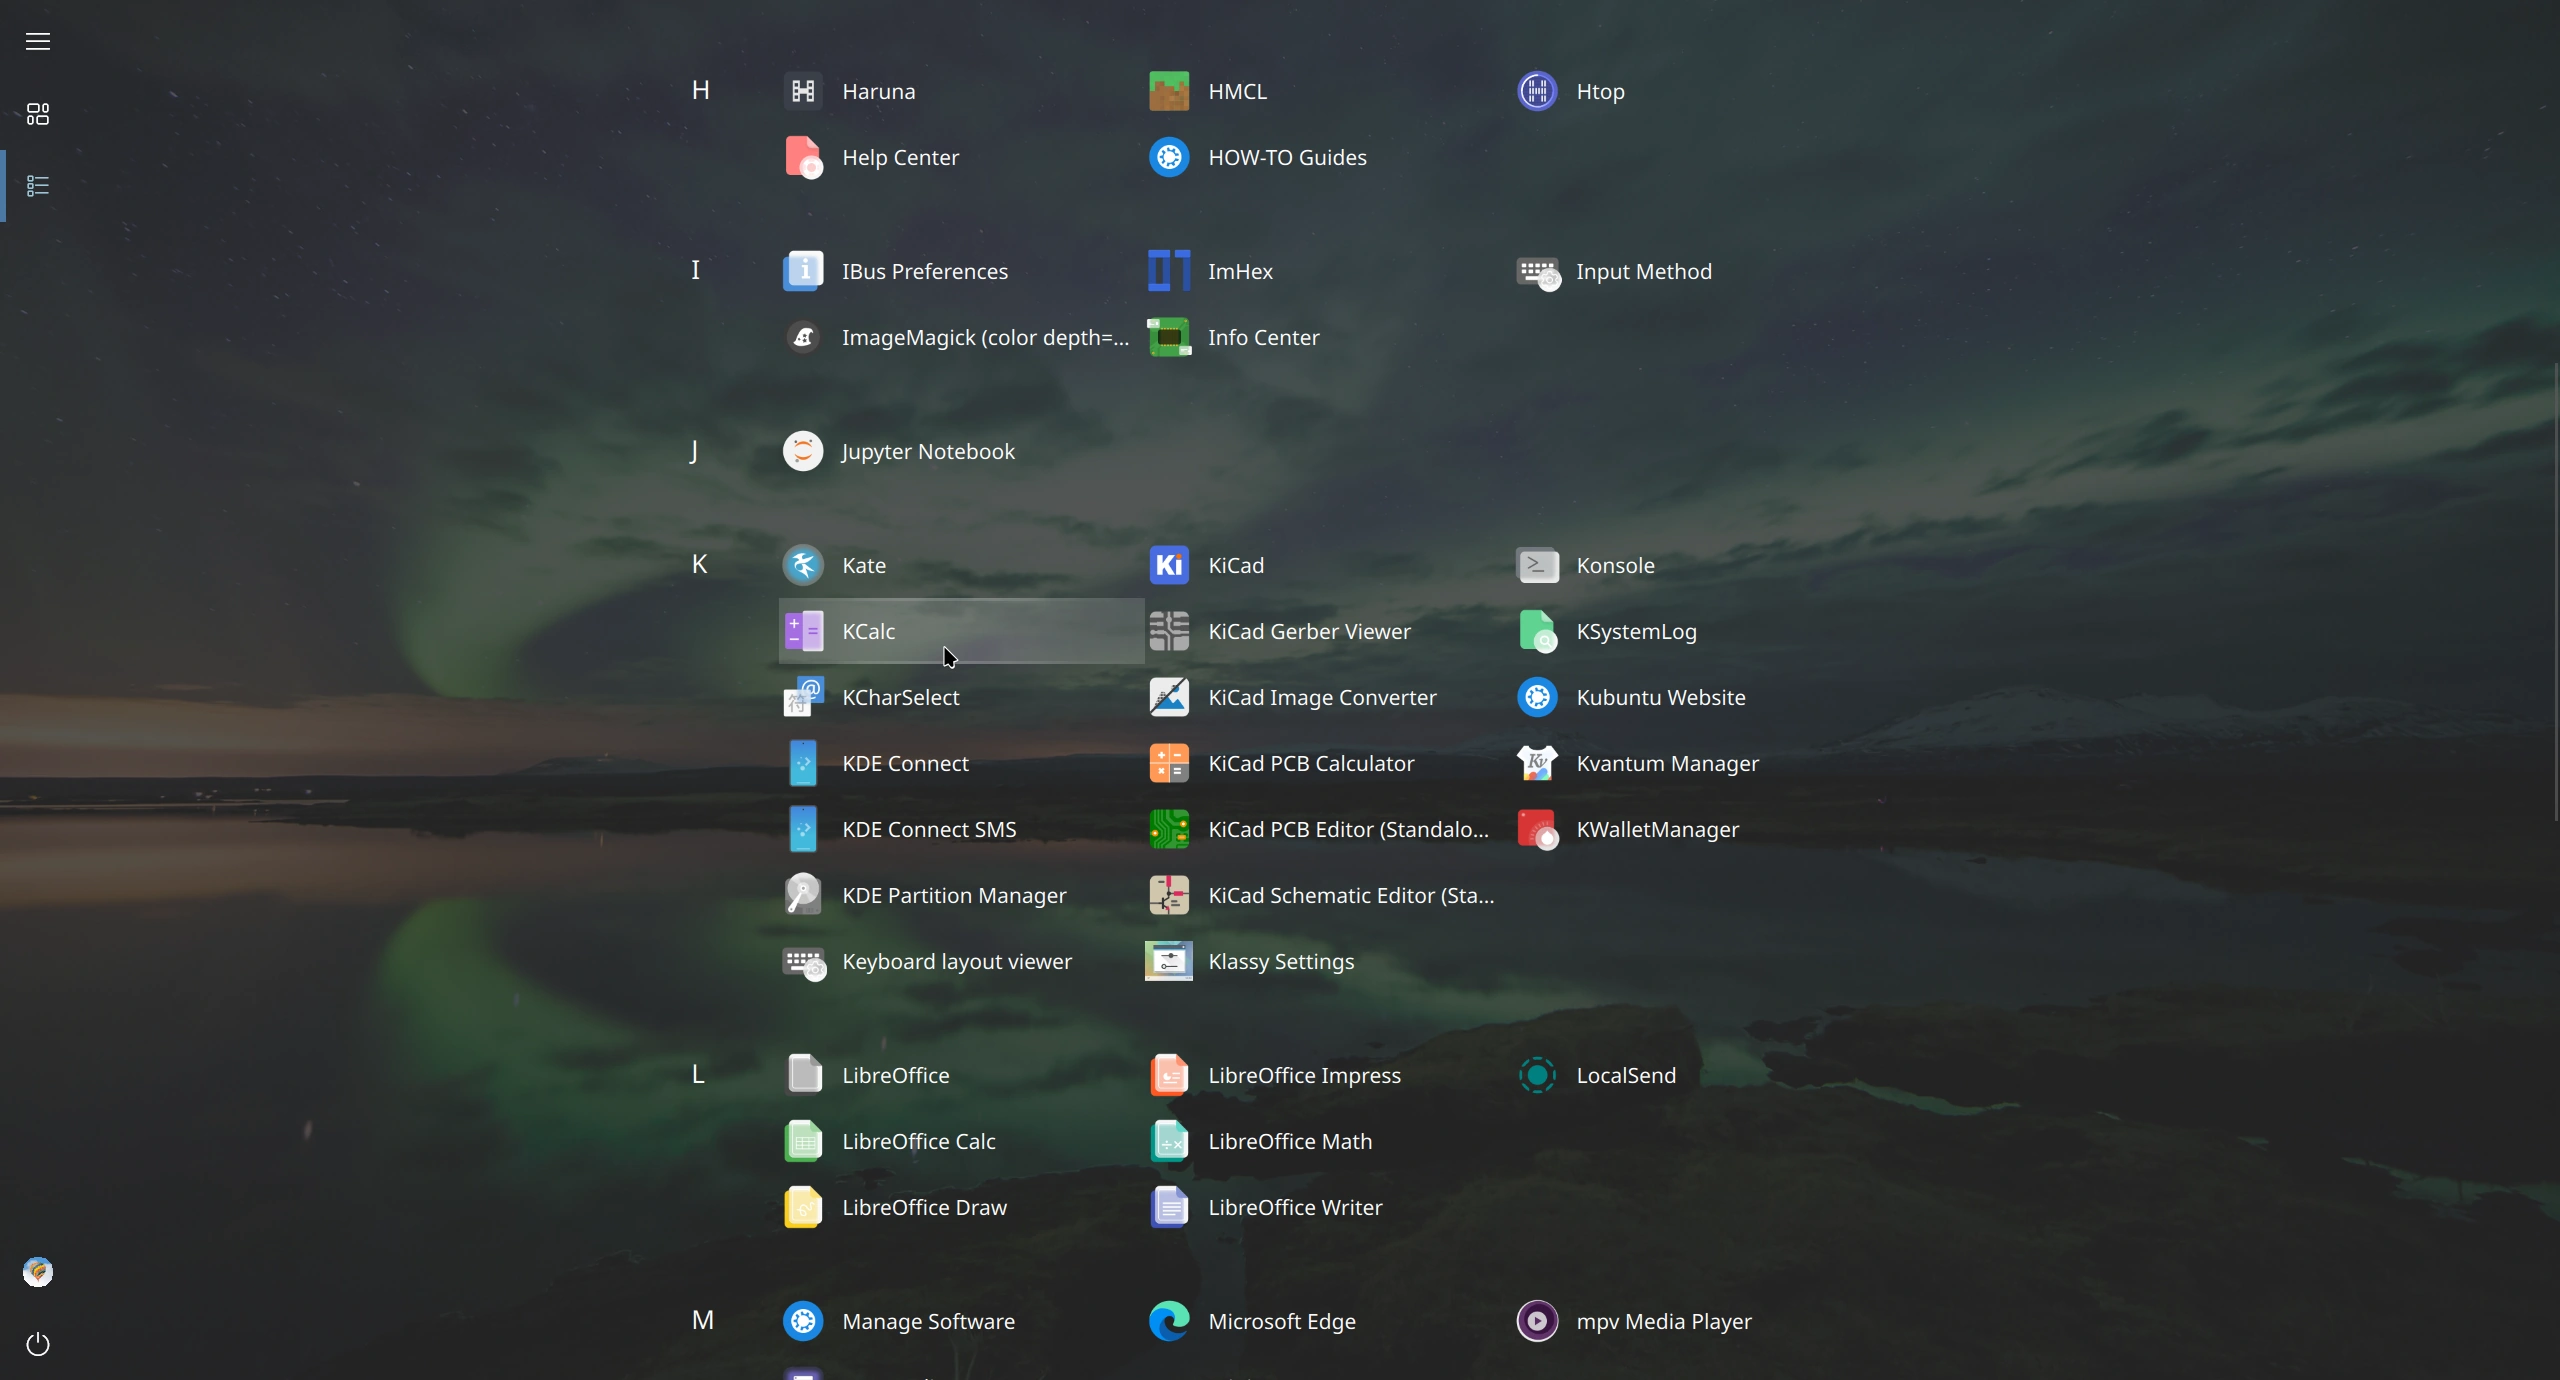 H Haruna HMCL Htop
Help Center HOW-TO Guides
I IBus Preferences ImHex Input Method
ImageMagick (color depth=... Info Center
J Jupyter Notebook
K Kate KiCad Konsole
KCalc KiCad Gerber Viewer KSystemLog
KCharSelect KiCad Image Converter Kubuntu Website
KDE Connect KiCad PCB Calculator Kvantum Manager
KDE Connect SMS KiCad PCB Editor (Standalo... KWalletManager
KDE Partition Manager KiCad Schematic Editor (Sta...
Keyboard layout viewer Klassy Settings
L LibreOffice LibreOffice Impress LocalSend
LibreOffice Calc LibreOffice Math
LibreOffice Draw LibreOffice Writer
M Manage Software Microsoft Edge mpv Media Player